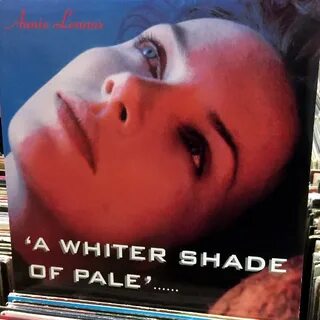 Annie Lennox
'A WHITER SHADE
OF PALE'......